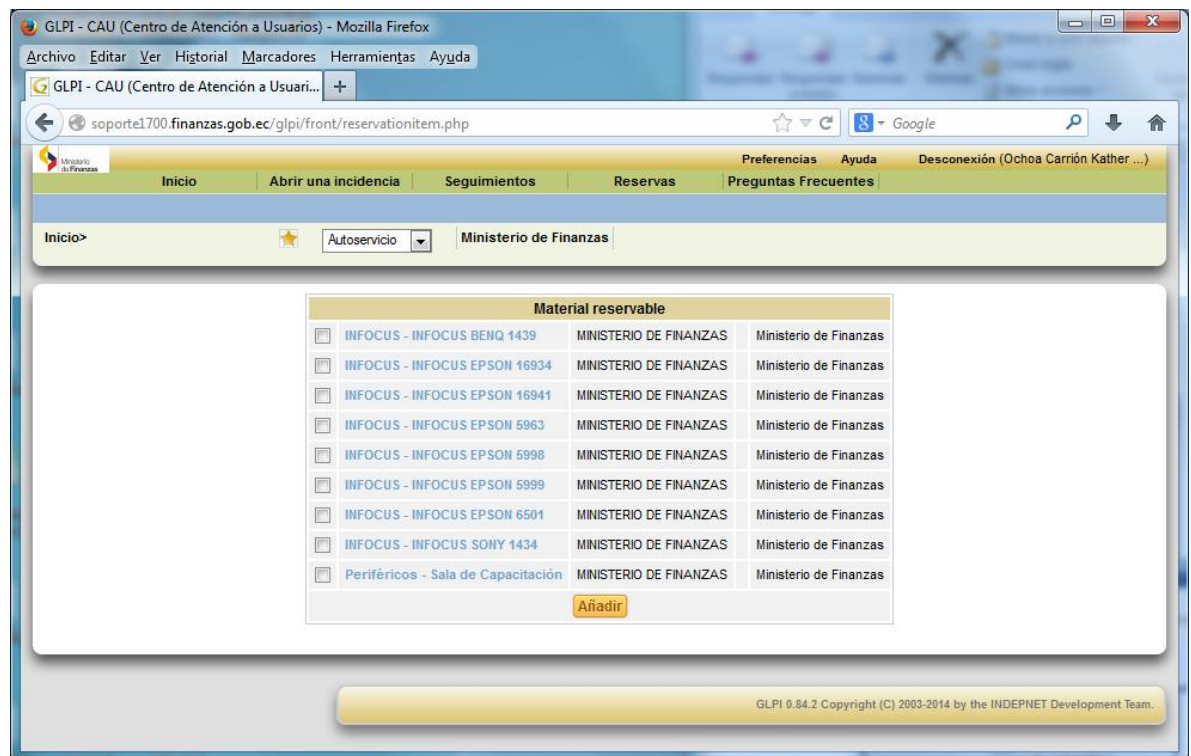 GLPI - CAU (Centro de Atención a Usuarios) - Mozilla Firefox
Archivo Editar Ver Historial Marcadores Herramientas Ayuda
GLPI - CAU (Centro de Atención a Usuari...
soporte1700.finanzas.gob.ec/glpi/front/reservationitem.php
Google
Ministerio de Finanzas
Preferencias Ayuda Desconexión (Ochoa Carrión Kather ...)
Inicio Abrir una incidencia Seguimientos Reservas Preguntas Frecuentes
Inicio> Autoservicio Ministerio de Finanzas
Material reservable
INFOCUS - INFOCUS BENQ 1439 MINISTERIO DE FINANZAS Ministerio de Finanzas
INFOCUS - INFOCUS EPSON 16934 MINISTERIO DE FINANZAS Ministerio de Finanzas
INFOCUS - INFOCUS EPSON 16941 MINISTERIO DE FINANZAS Ministerio de Finanzas
INFOCUS - INFOCUS EPSON 5963 MINISTERIO DE FINANZAS Ministerio de Finanzas
INFOCUS - INFOCUS EPSON 5998 MINISTERIO DE FINANZAS Ministerio de Finanzas
INFOCUS - INFOCUS EPSON 5999 MINISTERIO DE FINANZAS Ministerio de Finanzas
INFOCUS - INFOCUS EPSON 6501 MINISTERIO DE FINANZAS Ministerio de Finanzas
INFOCUS - INFOCUS SONY 1434 MINISTERIO DE FINANZAS Ministerio de Finanzas
Periféricos - Sala de Capacitación MINISTERIO DE FINANZAS Ministerio de Finanzas
Añadir
GLPI 0.84.2 Copyright (C) 2003-2014 by the INDEPNET Development Team.